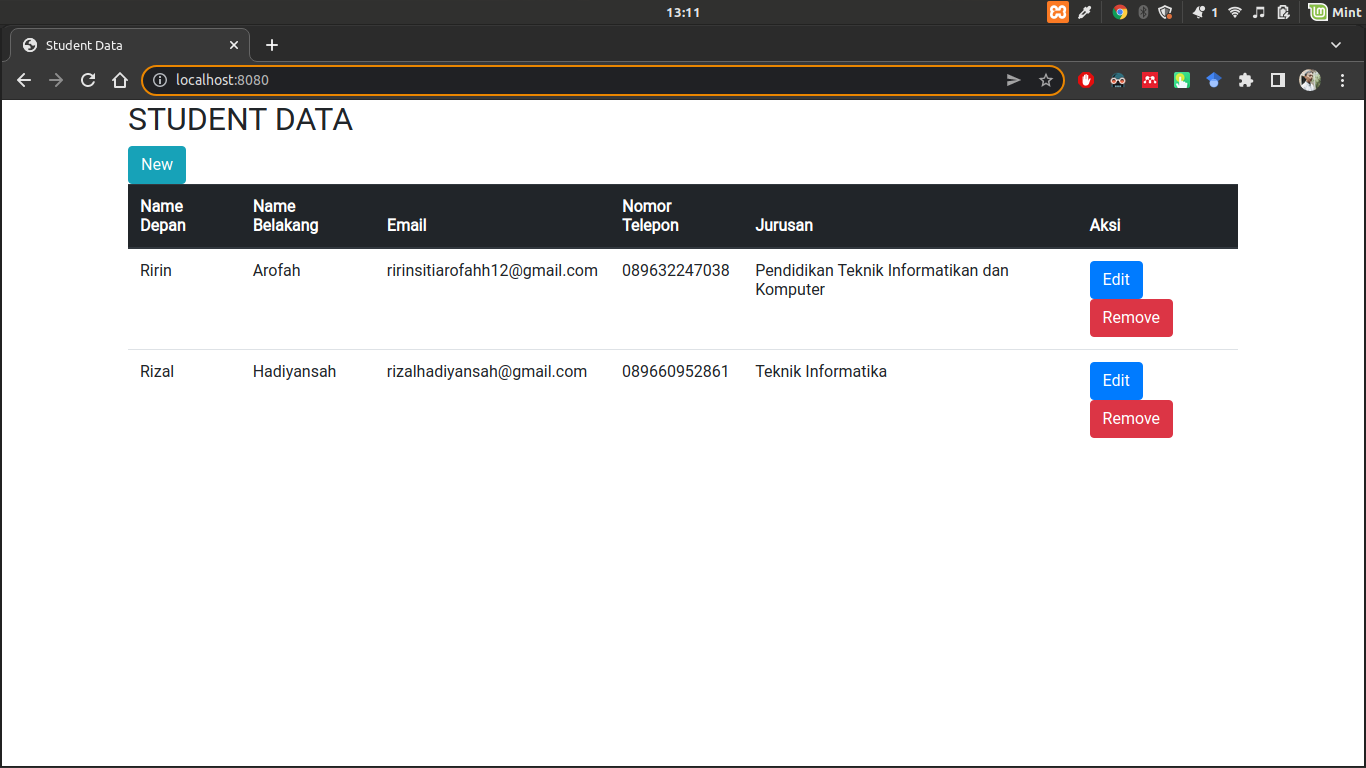 13:11
1
Mint
Student Data
localhost:8080
STUDENT DATA
New
Name Depan
Name Belakang
Email
Nomor Telepon
Jurusan
Aksi
Ririn
Arofah
ririnsitiarofahh12@gmail.com
089632247038
Pendidikan Teknik Informatikan dan
Komputer
Edit
Remove
Rizal
Hadiyansah
rizalhadiyansah@gmail.com
089660952861
Teknik Informatika
Edit
Remove